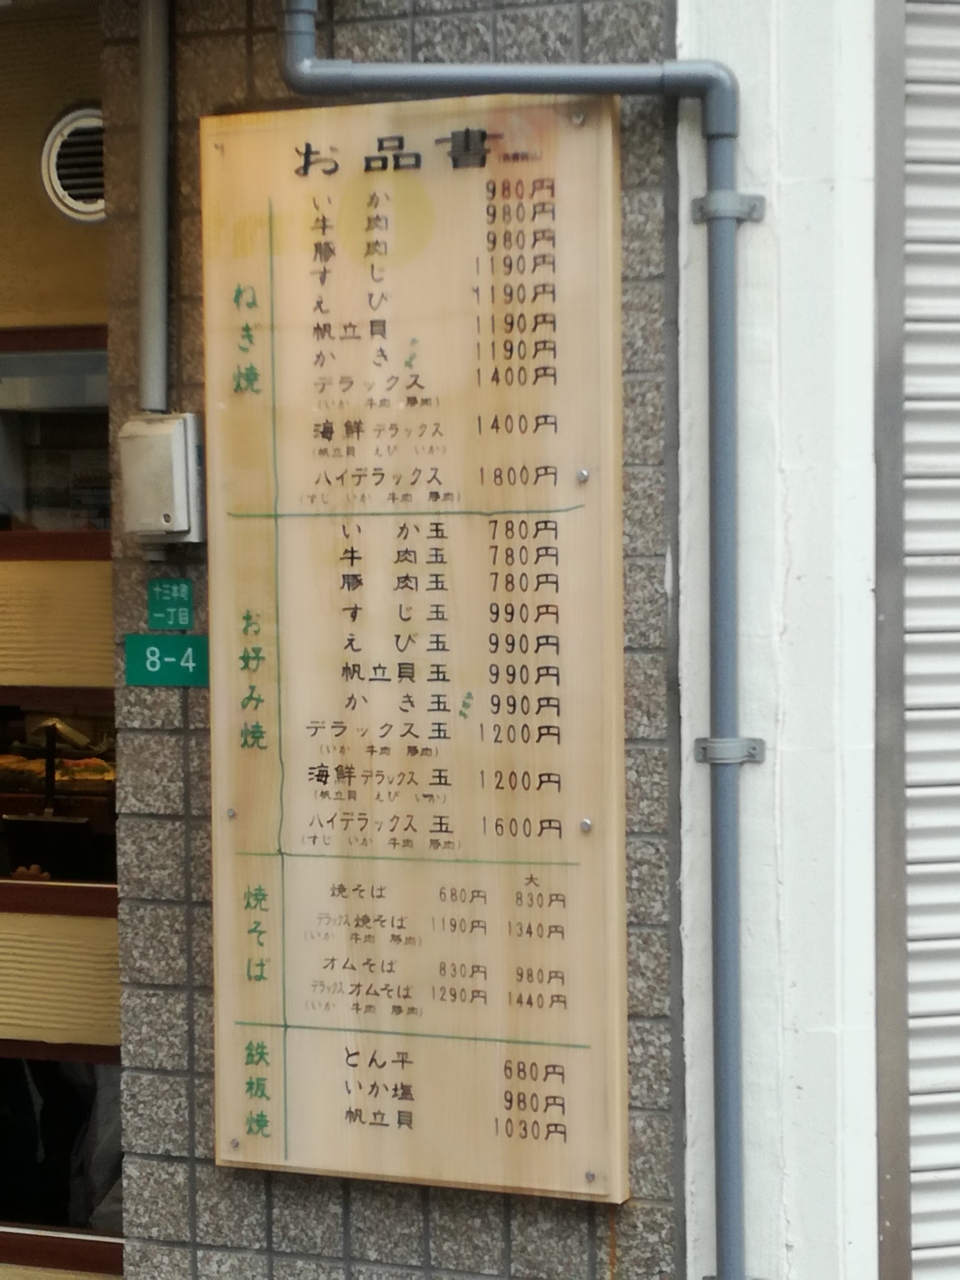 お品書
ねぎ焼
いか 980円
牛肉 980円
豚肉 980円
すじ 1190円
えび 1190円
帆立貝 1190円
かき 1190円
デラックス 1400円
(いか 牛肉 豚肉)
海鮮デラックス 1400円
(帆立貝 えび いか)
ハイデラックス 1800円
(すじ いか 牛肉 豚肉)
お好み焼
いか玉 780円
牛肉玉 780円
豚肉玉 780円
すじ玉 990円
えび玉 990円
帆立貝玉 990円
かき玉 990円
デラックス玉 1200円
(いか 牛肉 豚肉)
海鮮デラックス玉 1200円
(帆立貝 えび いか)
ハイデラックス玉 1600円
(すじ いか 牛肉 豚肉)
焼そば
大
焼そば 680円 830円
デラックス焼そば 1190円 1340円
(いか 牛肉 豚肉)
オムそば 830円 980円
デラックスオムそば 1290円 1440円
(いか 牛肉 豚肉)
鉄板焼
とん平 680円
いか塩 980円
帆立貝 1030円
十三本町
一丁目
8-4